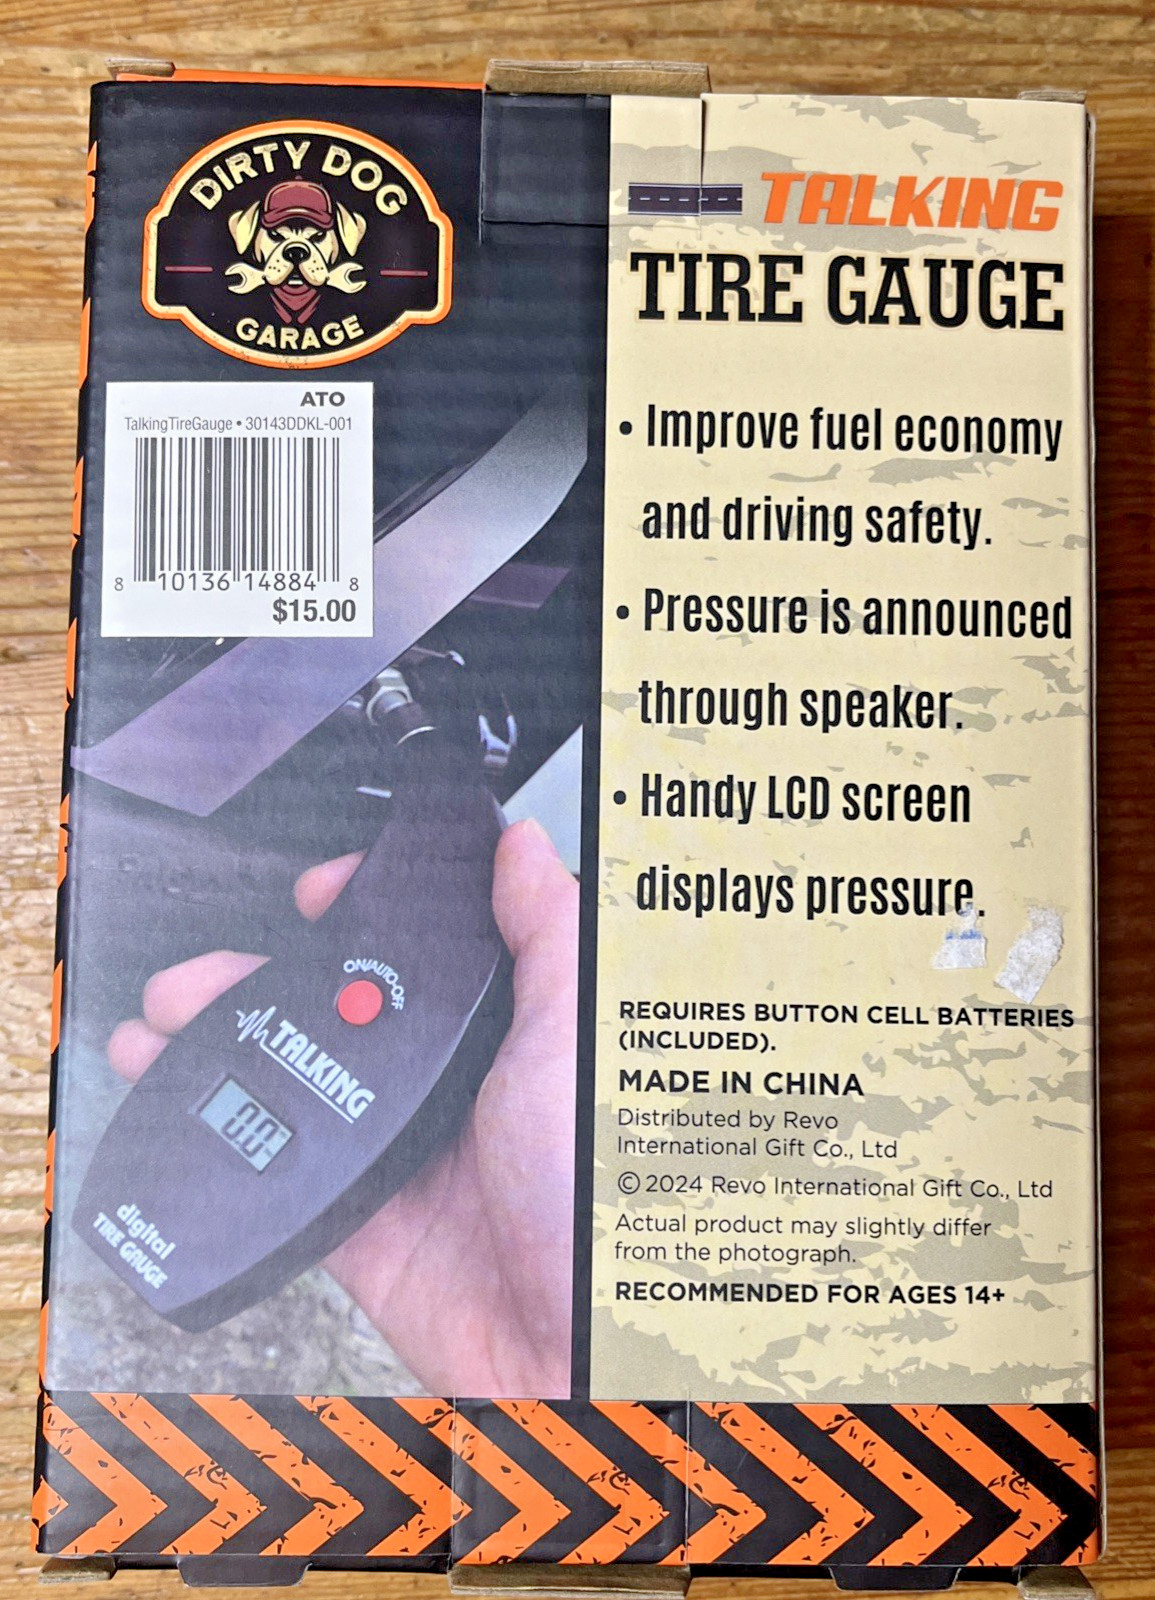 DIRTY DOG
GARAGE
ATO
TalkingTireGauge • 30143DDKL-001
8 10136 14884 8
$15.00
ON/AUTO-OFF
TALKING
0.0
digital
TIRE GAUGE
TALKING
TIRE GAUGE
• Improve fuel economy
and driving safety.
• Pressure is announced
through speaker.
• Handy LCD screen
displays pressure.
REQUIRES BUTTON CELL BATTERIES
(INCLUDED).
MADE IN CHINA
Distributed by Revo
International Gift Co., Ltd
© 2024 Revo International Gift Co., Ltd
Actual product may slightly differ
from the photograph.
RECOMMENDED FOR AGES 14+